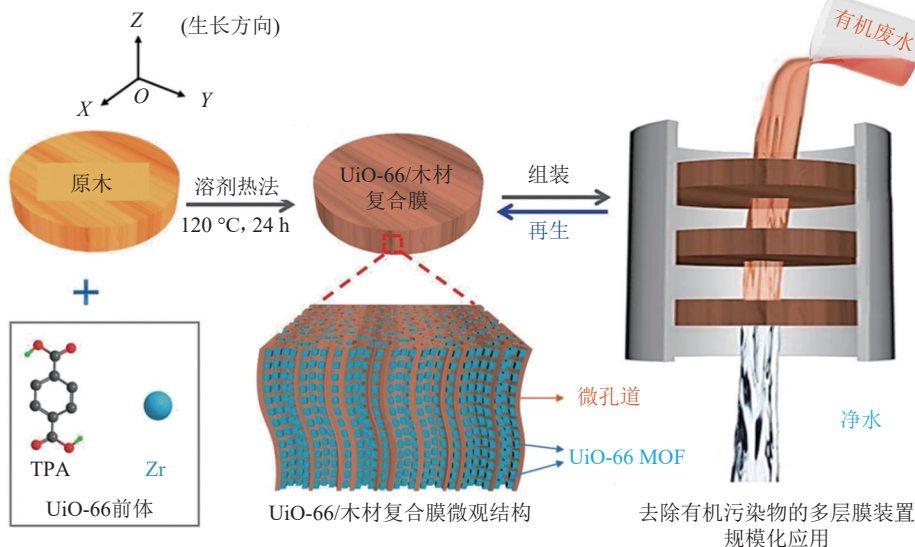 Z
(生长方向)
O
X
Y
有机废水
原木
溶剂热法
120 °C, 24 h
UiO-66/木材
复合膜
组装
再生
TPA
Zr
UiO-66前体
微孔道
UiO-66 MOF
UiO-66/木材复合膜微观结构
净水
去除有机污染物的多层膜装置
规模化应用